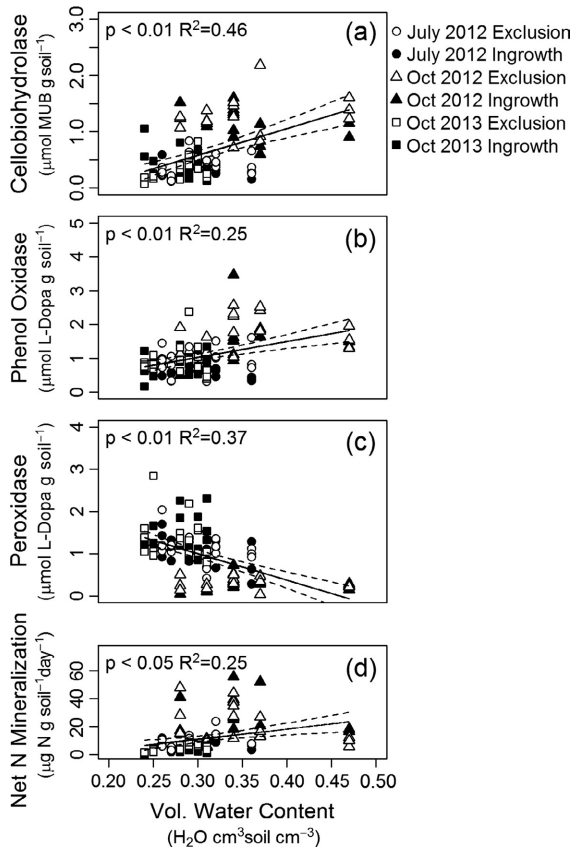 Cellobiohydrolase
(μmol MUB g soil⁻¹)
3.0
2.0
1.0
0.0
p < 0.01 R²=0.46
(a)
July 2012 Exclusion
July 2012 Ingrowth
Oct 2012 Exclusion
Oct 2012 Ingrowth
Oct 2013 Exclusion
Oct 2013 Ingrowth
Phenol Oxidase
(μmol L-Dopa g soil⁻¹)
5
4
3
2
1
0
p < 0.01 R²=0.25
(b)
Peroxidase
(μmol L-Dopa g soil⁻¹)
4
3
2
1
0
p < 0.01 R²=0.37
(c)
Net N Mineralization
(μg N g soil⁻¹day⁻¹)
60
40
20
0
p < 0.05 R²=0.25
(d)
0.20 0.25 0.30 0.35 0.40 0.45 0.50
Vol. Water Content
(H₂O cm³soil cm⁻³)